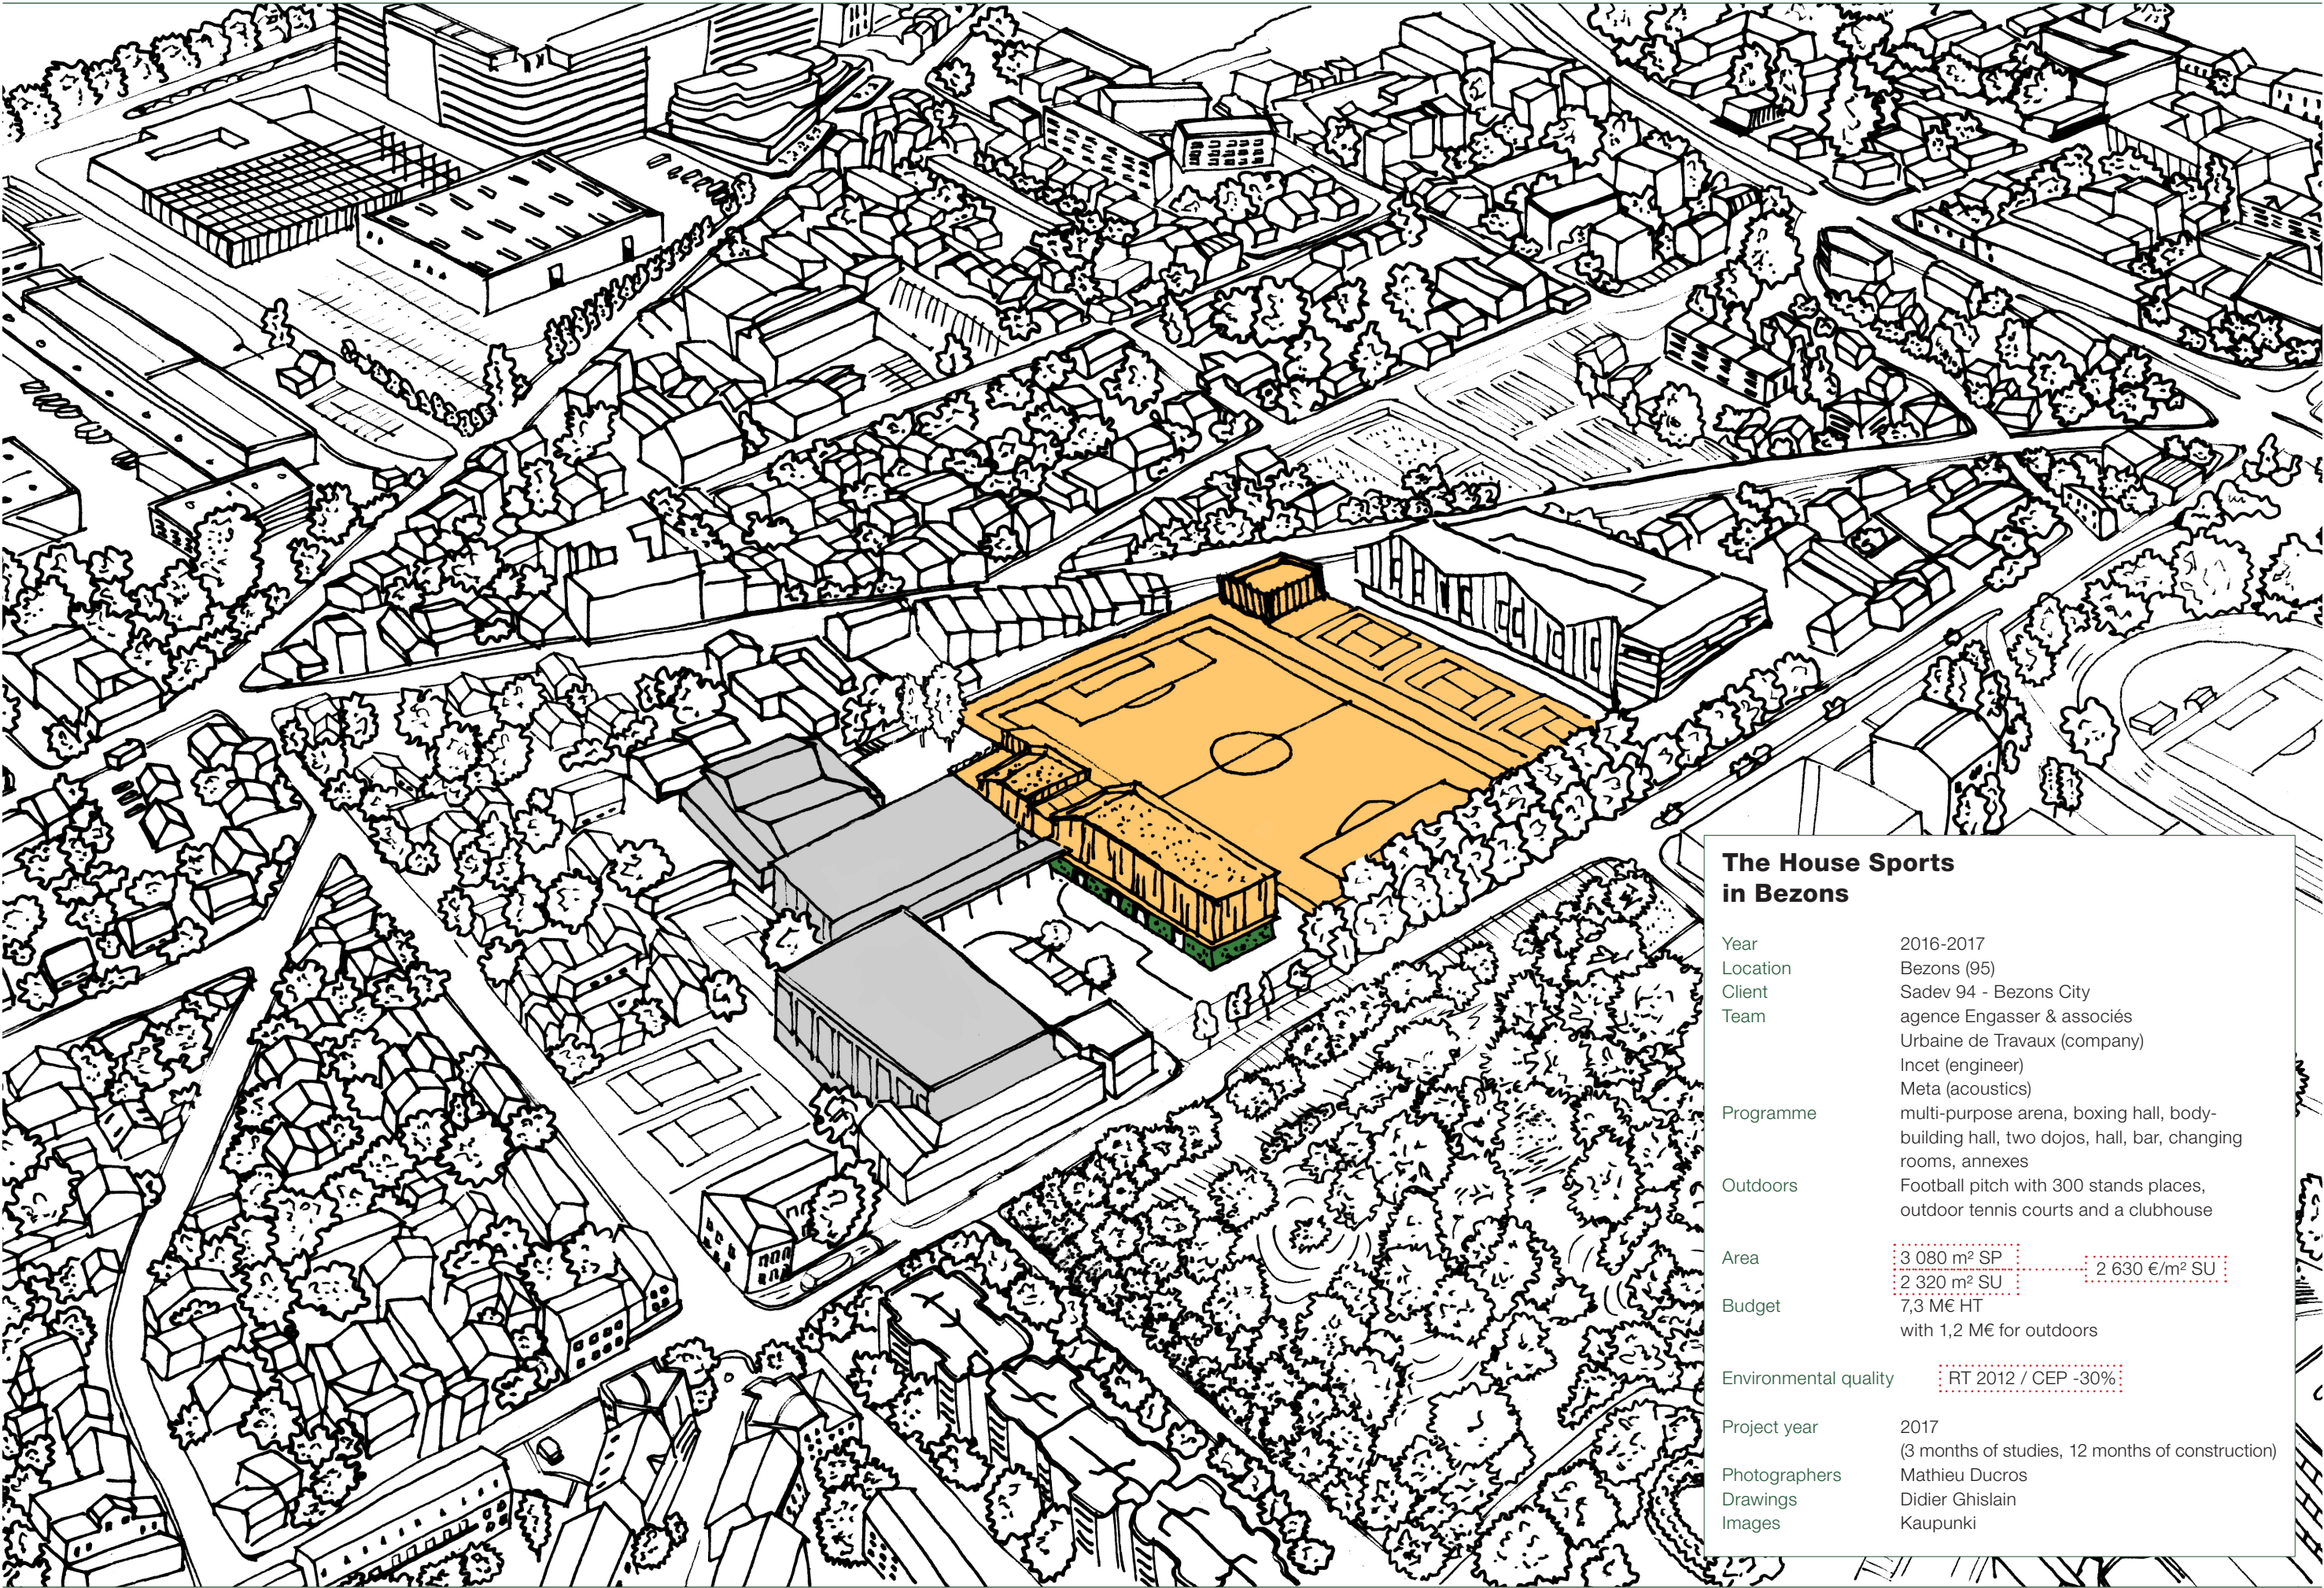 The House Sports
in Bezons
Year 2016-2017
Location Bezons (95)
Client Sadev 94 - Bezons City
Team agence Engasser & associés
Urbaine de Travaux (company)
Incet (engineer)
Meta (acoustics)
Programme multi-purpose arena, boxing hall, body-
building hall, two dojos, hall, bar, changing
rooms, annexes
Outdoors Football pitch with 300 stands places,
outdoor tennis courts and a clubhouse
Area 3 080 m² SP
2 630 €/m² SU
2 320 m² SU
Budget 7,3 M€ HT
with 1,2 M€ for outdoors
Environmental quality RT 2012 / CEP -30%
Project year 2017
(3 months of studies, 12 months of construction)
Photographers Mathieu Ducros
Drawings Didier Ghislain
Images Kaupunki